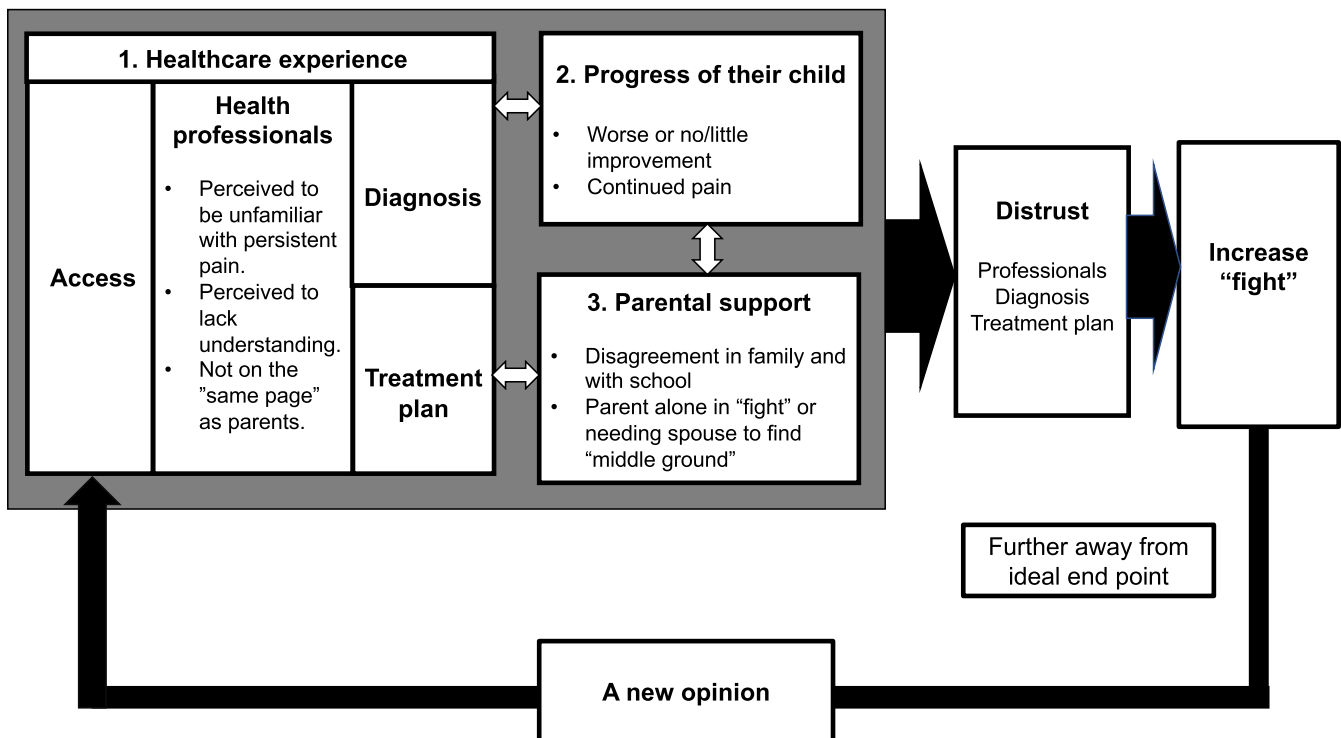 1. Healthcare experience
Access
Health
professionals
• Perceived to
be unfamiliar
with persistent
pain.
• Perceived to
lack
understanding.
• Not on the
”same page”
as parents.
Diagnosis
Treatment
plan
2. Progress of their child
• Worse or no/little
improvement
• Continued pain
3. Parental support
• Disagreement in family and
with school
• Parent alone in “fight” or
needing spouse to find
“middle ground”
Distrust
Professionals
Diagnosis
Treatment plan
Increase
“fight”
Further away from
ideal end point
A new opinion